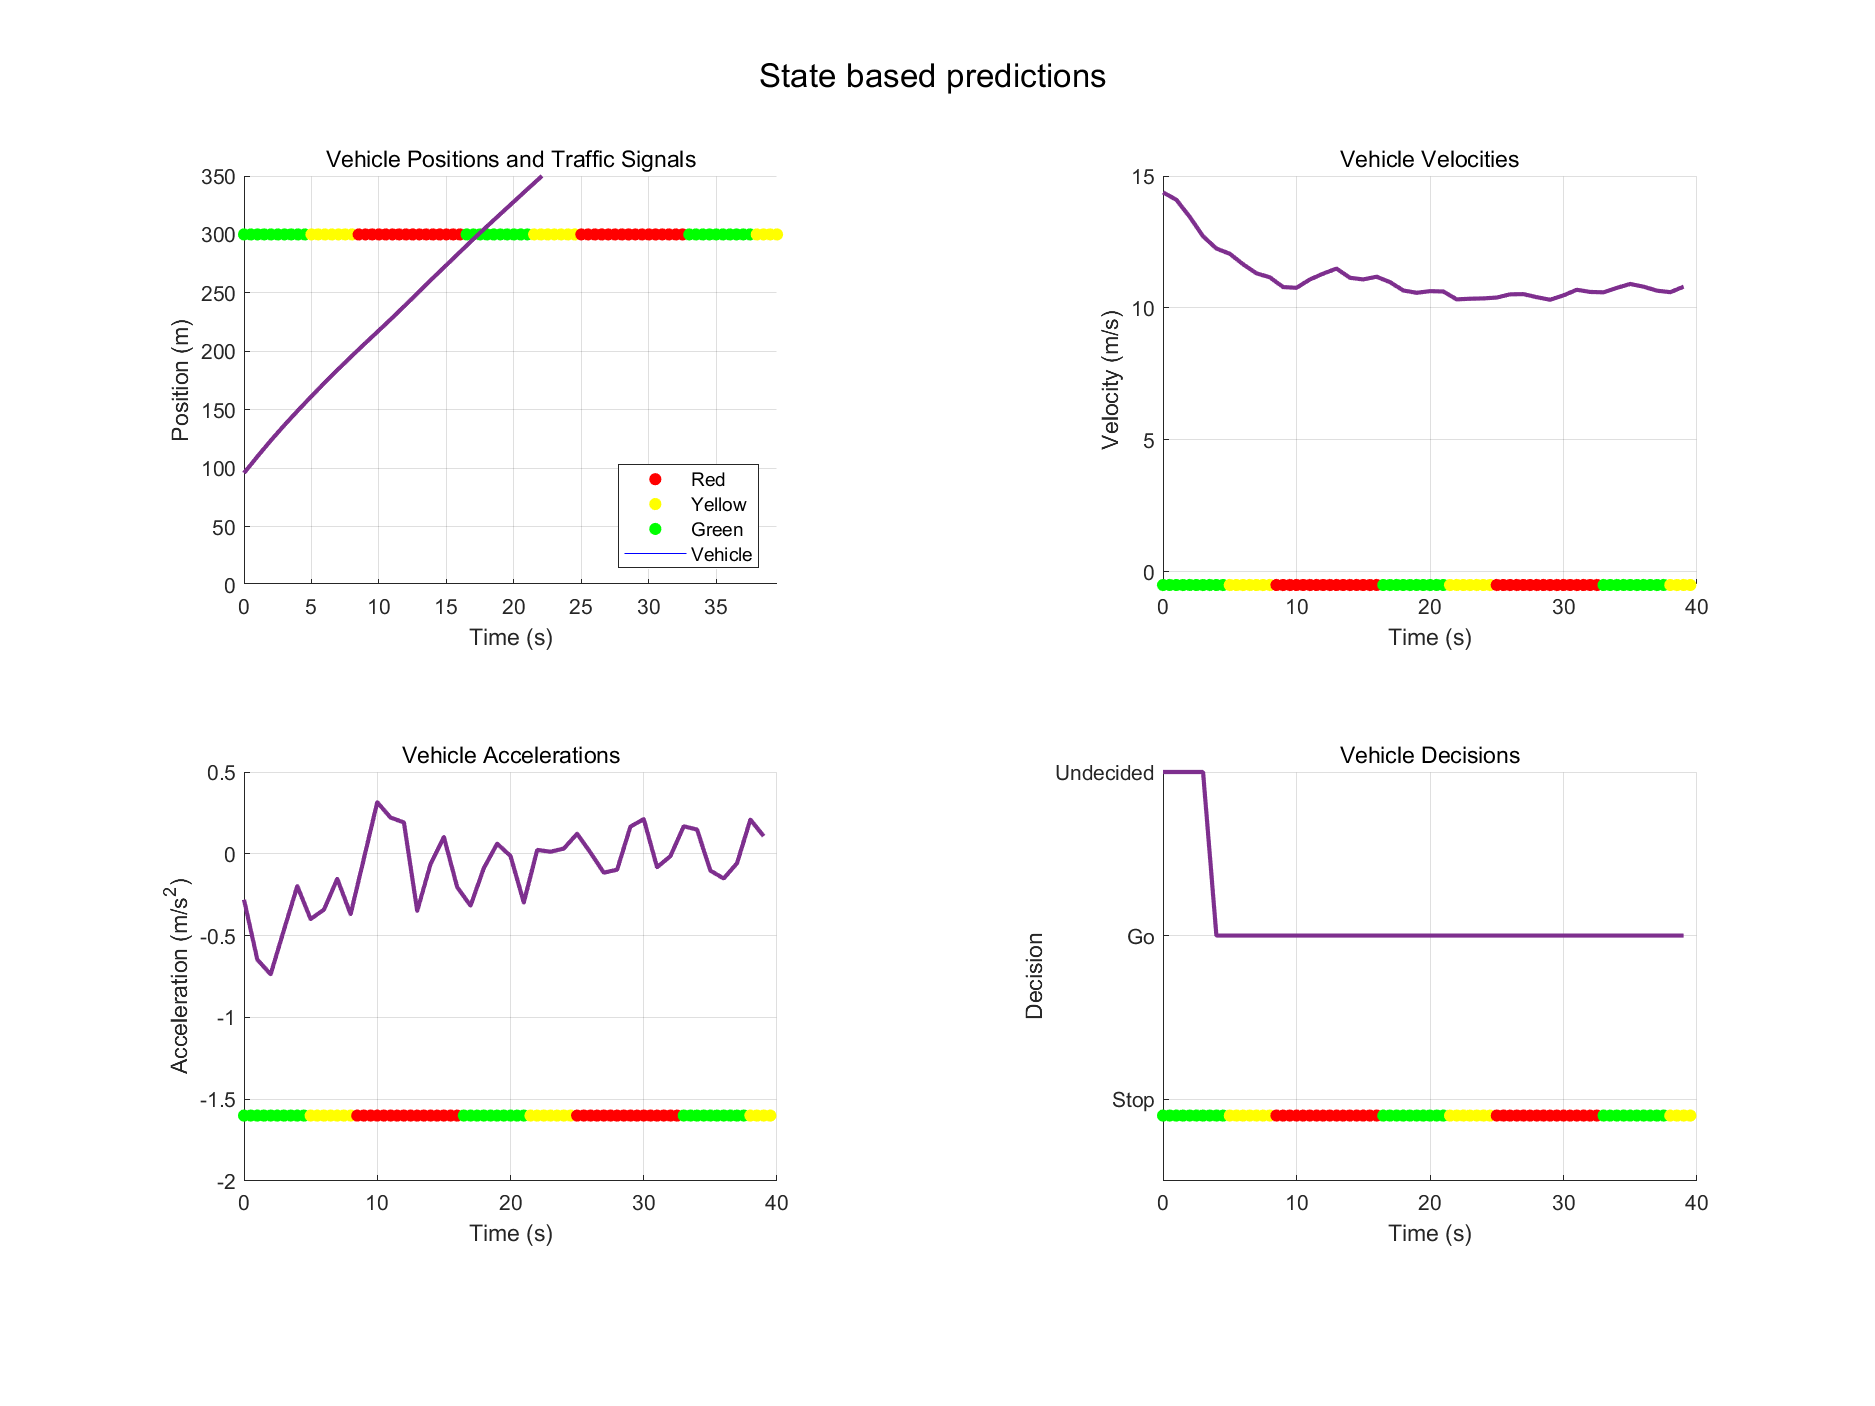 State based predictions
Vehicle Positions and Traffic Signals
350
300
250
200
150
100
50
0
Position (m)
0 5 10 15 20 25 30 35
Time (s)
Red
Yellow
Green
Vehicle
Vehicle Velocities
15
10
5
0
Velocity (m/s)
0 10 20 30 40
Time (s)
Vehicle Accelerations
0.5
0
-0.5
-1
-1.5
-2
Acceleration (m/s²)
0 10 20 30 40
Time (s)
Vehicle Decisions
Undecided
Go
Stop
Decision
0 10 20 30 40
Time (s)